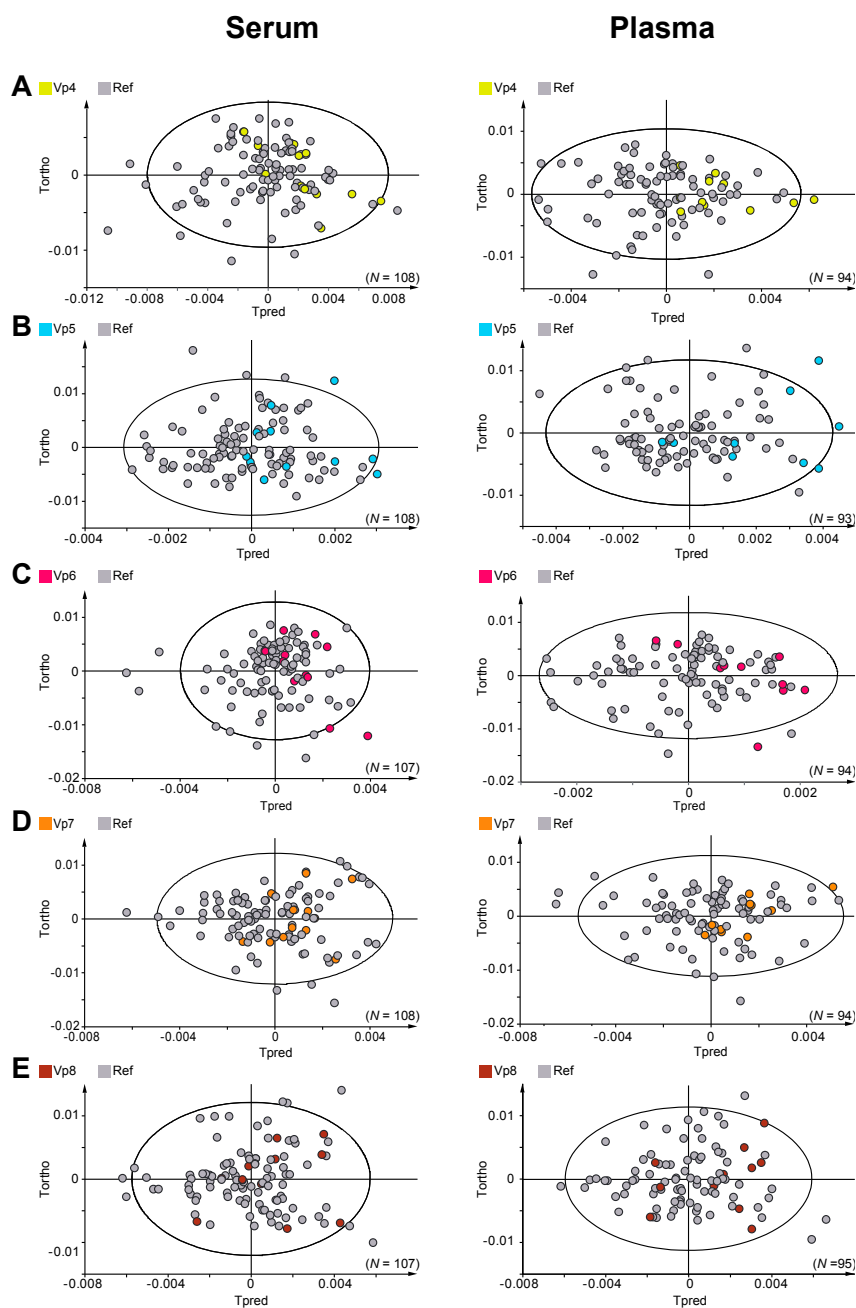 Serum Plasma
A
Vp4 Ref
Tortho
0.01
0
-0.01
-0.012 -0.008 -0.004 0 0.004 0.008
Tpred
(N = 108)
Vp4 Ref
Tortho
0.01
0
-0.01
-0.004 0 0.004
Tpred
(N = 94)
B
Vp5 Ref
Tortho
0.01
0
-0.01
-0.004 -0.002 0 0.002
Tpred
(N = 108)
Vp5 Ref
Tortho
0.01
0
-0.01
-0.004 -0.002 0 0.002 0.004
Tpred
(N = 93)
C
Vp6 Ref
Tortho
0.01
0
-0.01
-0.02
-0.008 -0.004 0 0.004
Tpred
(N = 107)
Vp6 Ref
Tortho
0.01
0
-0.01
-0.02
-0.002 0 0.002
Tpred
(N = 94)
D
Vp7 Ref
Tortho
0.01
0
-0.01
-0.02
-0.008 -0.004 0 0.004
Tpred
(N = 108)
Vp7 Ref
Tortho
0.01
0
-0.01
-0.02
-0.008 -0.004 0 0.004
Tpred
(N = 94)
E
Vp8 Ref
Tortho
0.01
0
-0.01
-0.008 -0.004 0 0.004
Tpred
(N = 107)
Vp8 Ref
Tortho
0.01
0
-0.01
-0.008 -0.004 0 0.004
Tpred
(N =95)